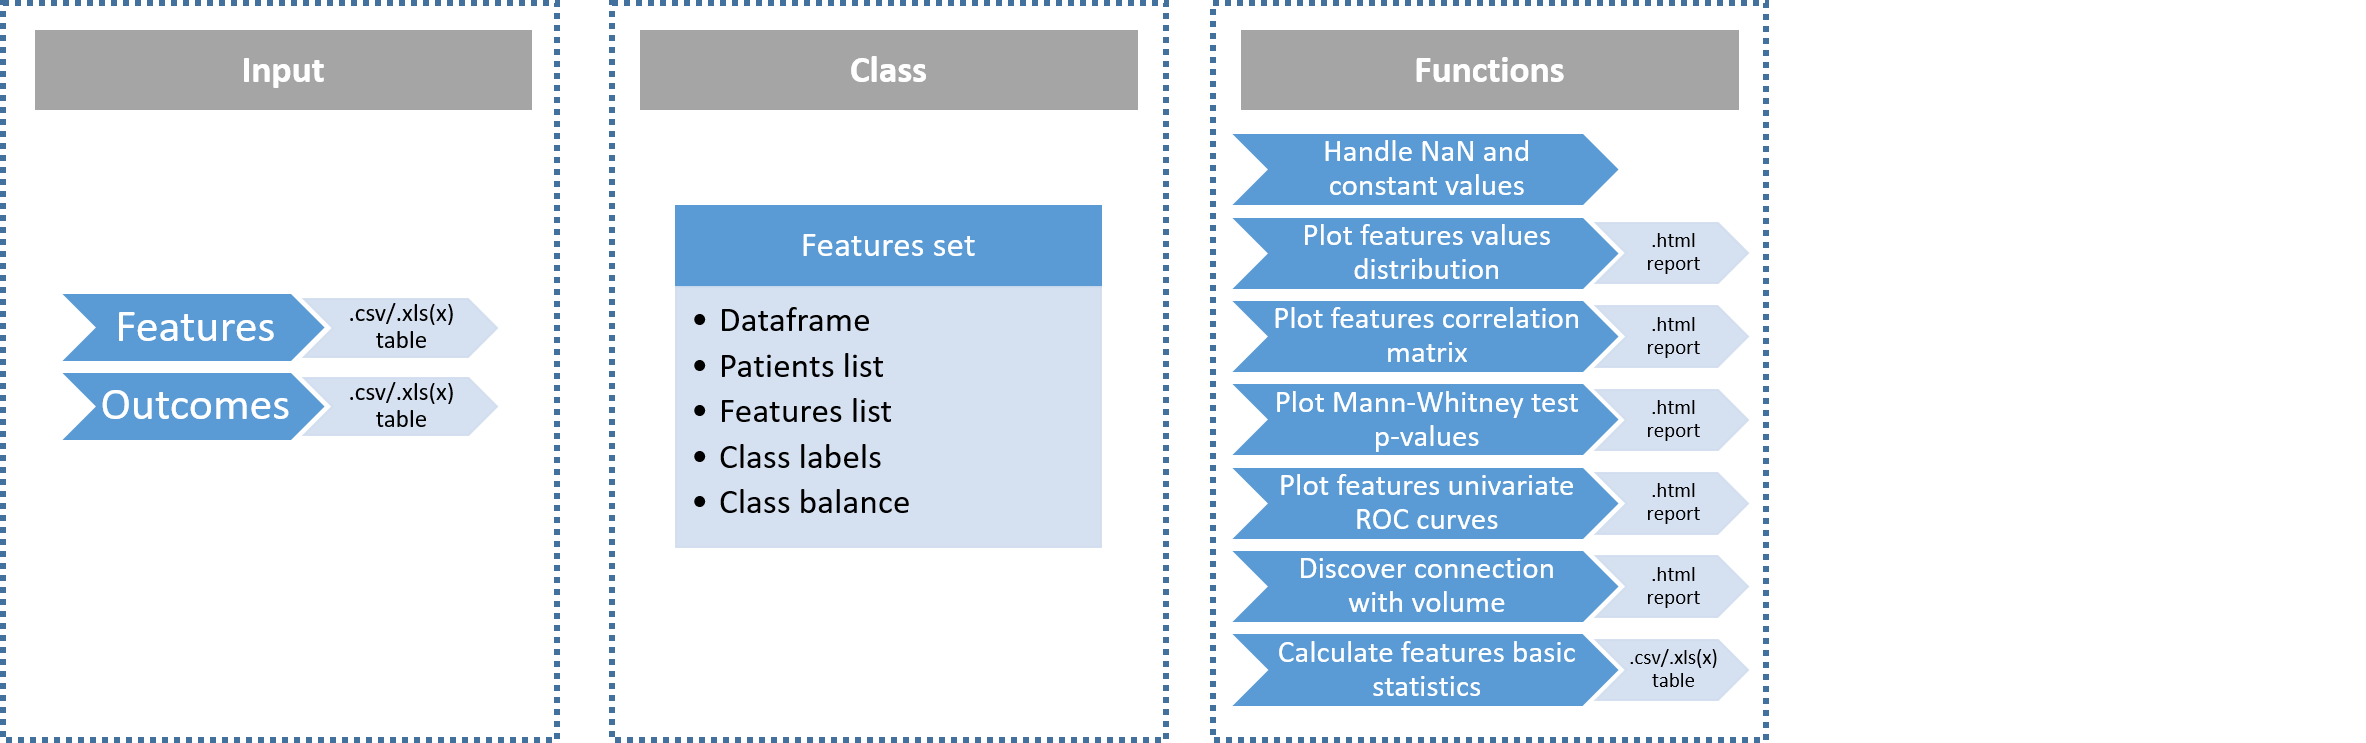 Input
Features
.csv/.xls(x)
table
Outcomes
.csv/.xls(x)
table
Class
Features set
• Dataframe
• Patients list
• Features list
• Class labels
• Class balance
Functions
Handle NaN and
constant values
Plot features values
distribution
.html
report
Plot features correlation
matrix
.html
report
Plot Mann-Whitney test
p-values
.html
report
Plot features univariate
ROC curves
.html
report
Discover connection
with volume
.html
report
Calculate features basic
statistics
.csv/.xls(x)
table